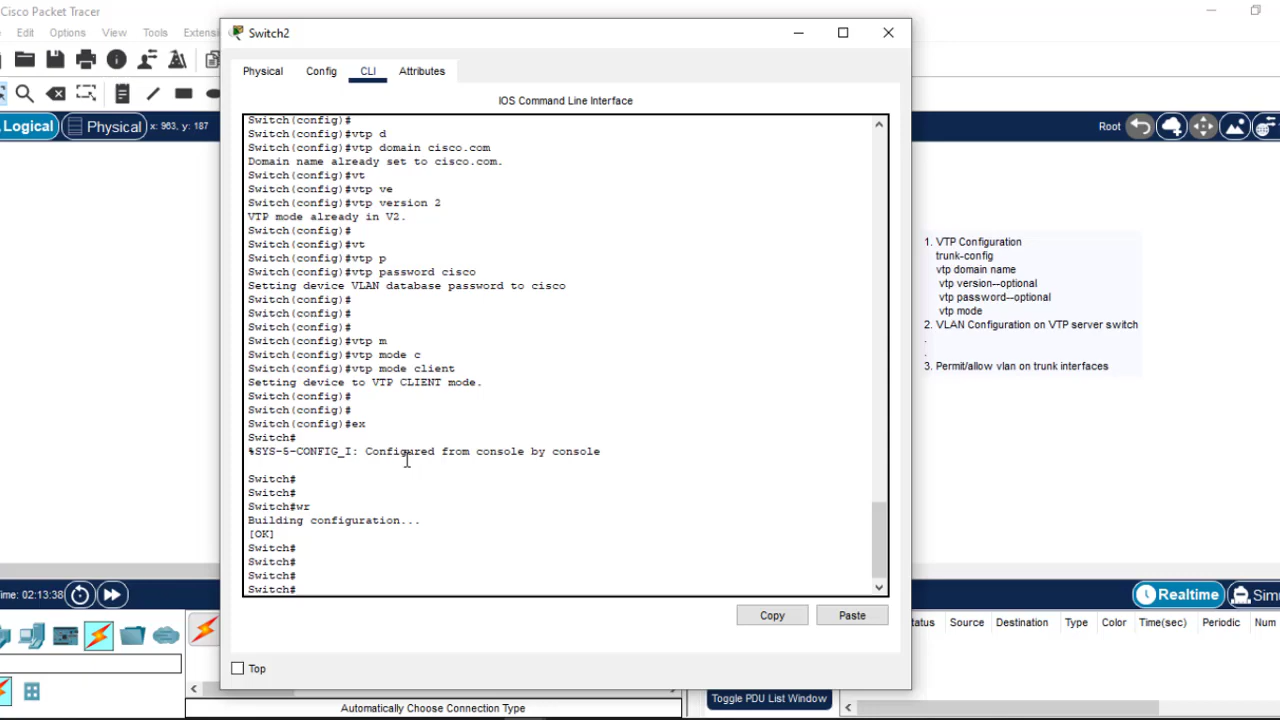 Cisco Packet Tracer
Edit Options View Tools Extensi
Logical Physical x: 963, y: 187
Root
Switch2
Physical Config CLI Attributes
IOS Command Line Interface
Switch(config)#
Switch(config)#vtp d
Switch(config)#vtp domain cisco.com
Domain name already set to cisco.com.
Switch(config)#vt
Switch(config)#vtp ve
Switch(config)#vtp version 2
VTP mode already in V2.
Switch(config)#
Switch(config)#vt
Switch(config)#vtp p
Switch(config)#vtp password cisco
Setting device VLAN database password to cisco
Switch(config)#
Switch(config)#
Switch(config)#
Switch(config)#vtp m
Switch(config)#vtp mode c
Switch(config)#vtp mode client
Setting device to VTP CLIENT mode.
Switch(config)#
Switch(config)#
Switch(config)#ex
Switch#
%SYS-5-CONFIG_I: Configured from console by console
Switch#
Switch#
Switch#wr
Building configuration...
[OK]
Switch#
Switch#
Switch#
Switch#
Copy Paste
Top
1. VTP Configuration
trunk-config
vtp domain name
vtp version--optional
vtp password--optional
vtp mode
2. VLAN Configuration on VTP server switch
.
.
3. Permit/allow vlan on trunk interfaces
ime: 02:13:38
Realtime Sim
tatus Source Destination Type Color Time(sec) Periodic Num
Automatically Choose Connection Type
Toggle PDU List Window